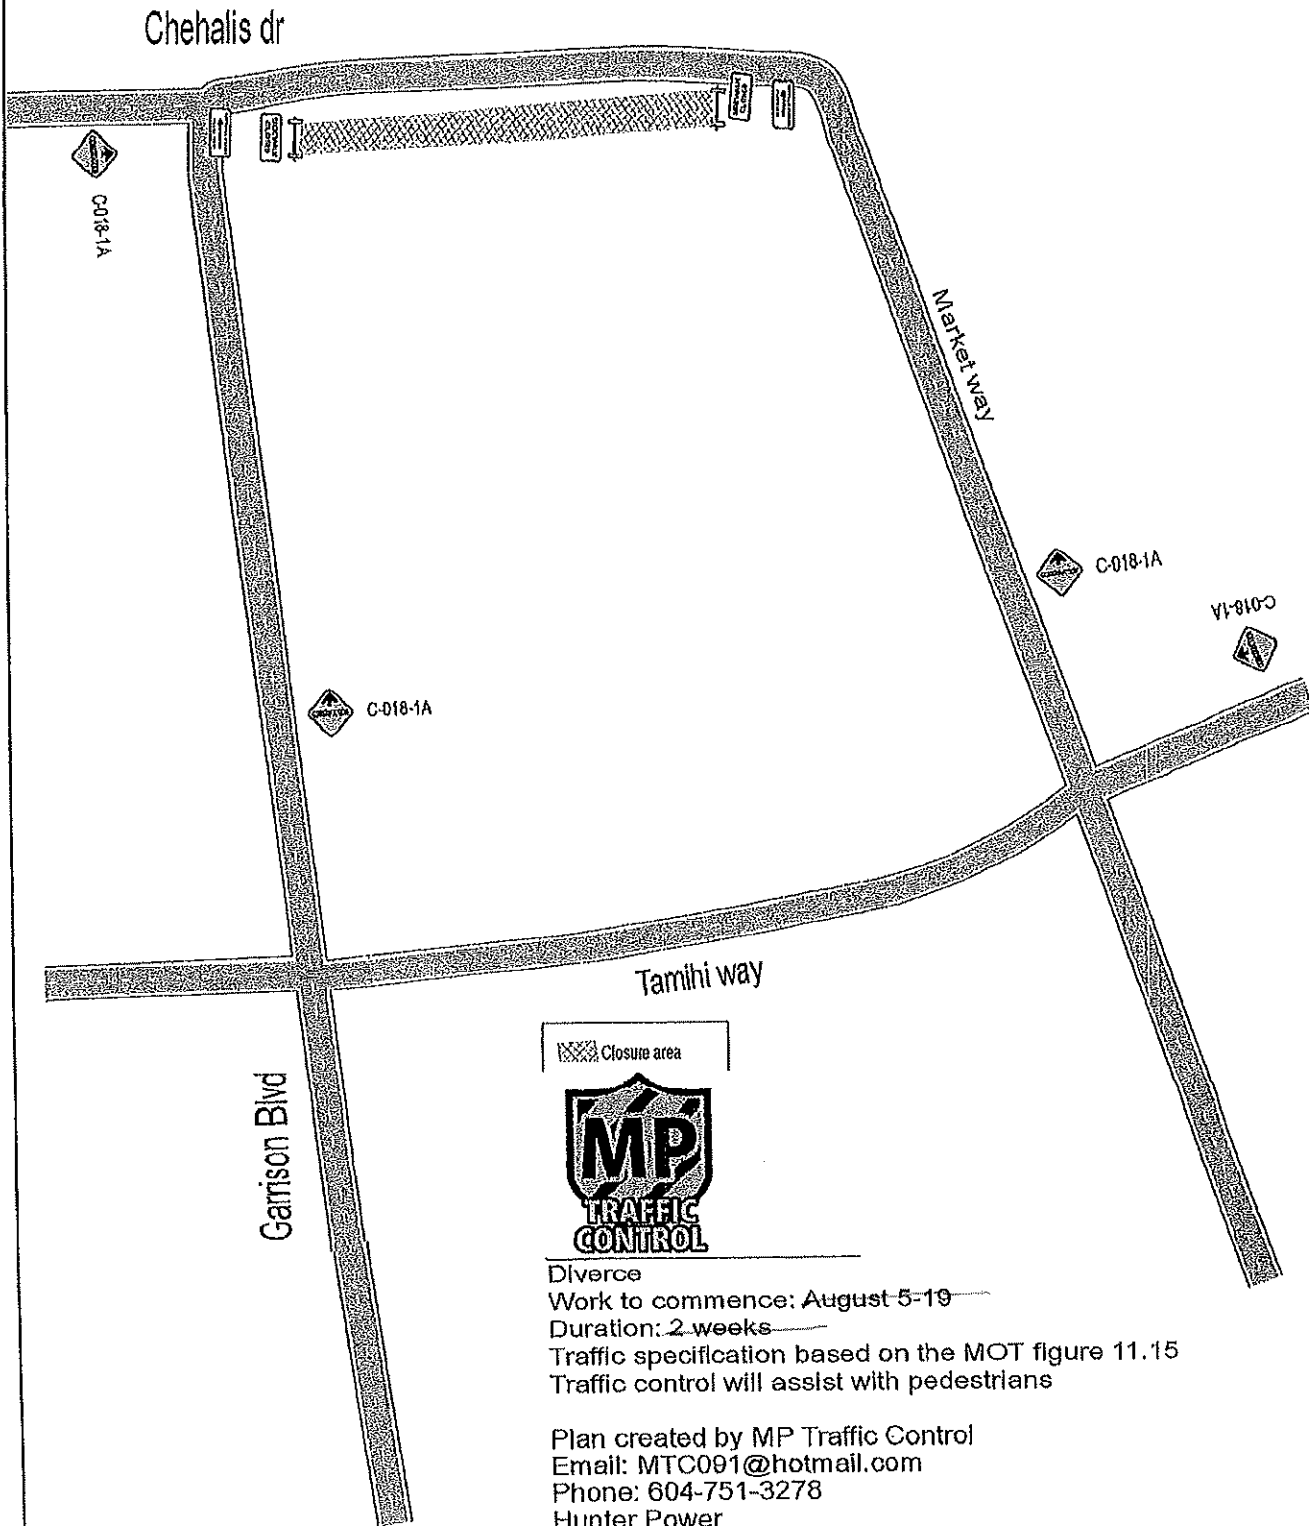 Chehalis dr
C-018-1A
Market way
C-018-1A
C-018-1A
C-018-1A
Tamihi way
Garrison Blvd
Closure area
MP
TRAFFIC
CONTROL
Diverce
Work to commence: August 5-19
Duration: 2 weeks
Traffic specification based on the MOT figure 11.15
Traffic control will assist with pedestrians
Plan created by MP Traffic Control
Email: MTC091@hotmail.com
Phone: 604-751-3278
Hunter Power